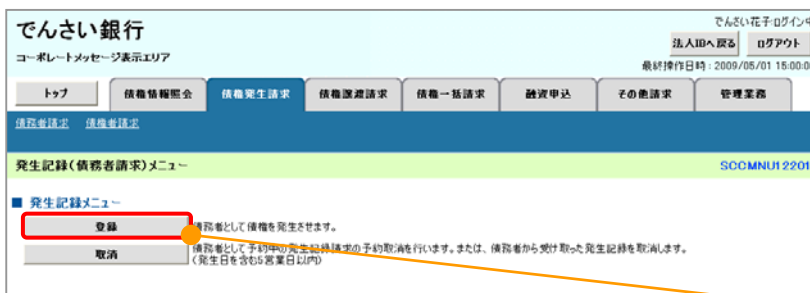 でんさい銀行
コーポレートメッセージ表示エリア
でんさい花子ログイン中
法人IBへ戻る ログアウト
最終操作日時：2009/05/01 15:00:0
トップ 債権情報照会 債権発生請求 債権譲渡請求 債権一括請求 融資申込 その他請求 管理業務
債務者請求 債権者請求
発生記録（債務者請求）メニュー SCCMNU12201
■ 発生記録メニュー
登録 債務者として債権を発生させます。
取消 債務者として予約中の発生記録請求の予約取消を行います。または、債務者から受け取った発生記録を取消します。
（発生日を含む5営業日以内）